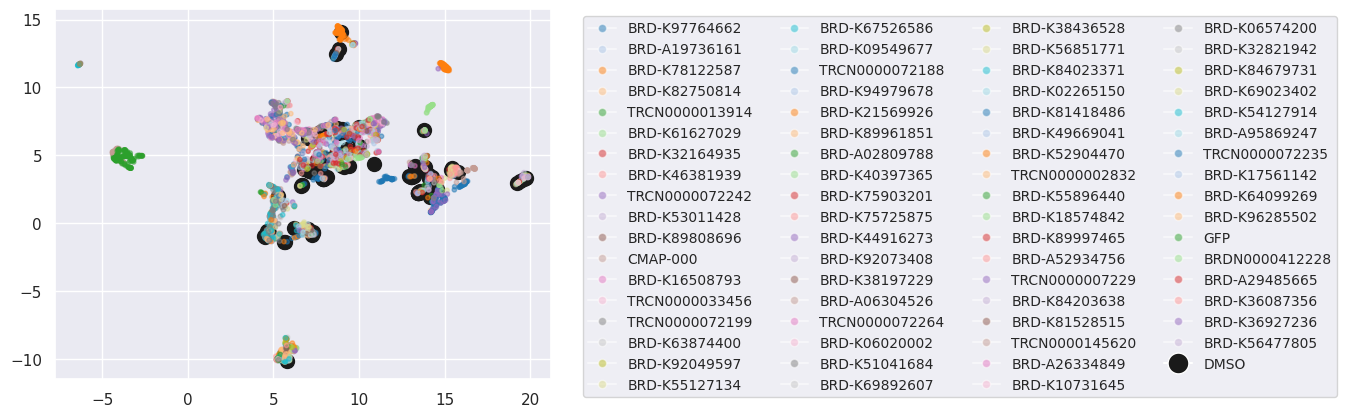 15
10
5
0
−5
−10
−5
0
5
10
15
20
BRD-K97764662
BRD-A19736161
BRD-K78122587
BRD-K82750814
TRCN0000013914
BRD-K61627029
BRD-K32164935
BRD-K46381939
TRCN0000072242
BRD-K53011428
BRD-K89808696
CMAP-000
BRD-K16508793
TRCN0000033456
TRCN0000072199
BRD-K63874400
BRD-K92049597
BRD-K55127134
BRD-K67526586
BRD-K09549677
TRCN0000072188
BRD-K94979678
BRD-K21569926
BRD-K89961851
BRD-A02809788
BRD-K40397365
BRD-K75903201
BRD-K75725875
BRD-K44916273
BRD-K92073408
BRD-K38197229
BRD-A06304526
TRCN0000072264
BRD-K06020002
BRD-K51041684
BRD-K69892607
BRD-K38436528
BRD-K56851771
BRD-K84023371
BRD-K02265150
BRD-K81418486
BRD-K49669041
BRD-K52904470
TRCN0000002832
BRD-K55896440
BRD-K18574842
BRD-K89997465
BRD-A52934756
TRCN0000007229
BRD-K84203638
BRD-K81528515
TRCN0000145620
BRD-A26334849
BRD-K10731645
BRD-K06574200
BRD-K32821942
BRD-K84679731
BRD-K69023402
BRD-K54127914
BRD-A95869247
TRCN0000072235
BRD-K17561142
BRD-K64099269
BRD-K96285502
GFP
BRDN0000412228
BRD-A29485665
BRD-K36087356
BRD-K36927236
BRD-K56477805
DMSO